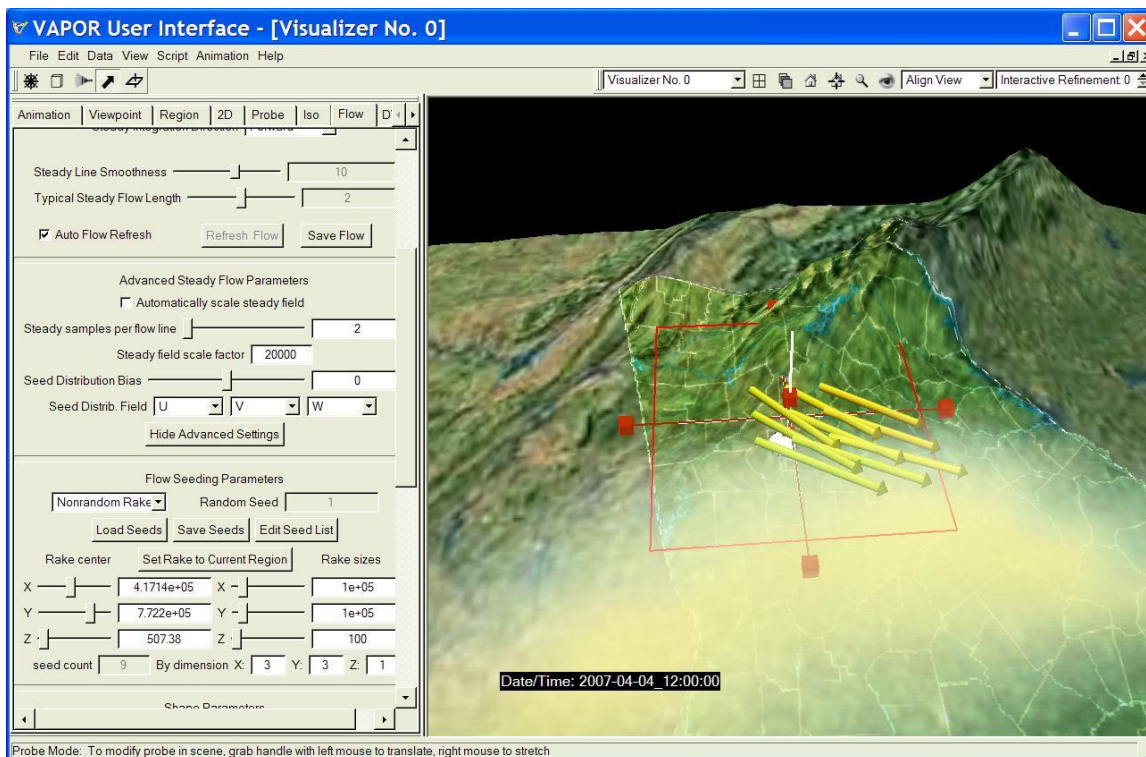 VAPOR User Interface - [Visualizer No. 0]
File Edit Data View Script Animation Help
Visualizer No. 0 Align View Interactive Refinement: 0
Animation Viewpoint Region 2D Probe Iso Flow
Steady Integration Direction Forward
Steady Line Smoothness 10
Typical Steady Flow Length 2
Auto Flow Refresh Refresh Flow Save Flow
Advanced Steady Flow Parameters
Automatically scale steady field
Steady samples per flow line 2
Steady field scale factor 20000
Seed Distribution Bias 0
Seed Distrib. Field U V W
Hide Advanced Settings
Flow Seeding Parameters
Nonrandom Rake Random Seed 1
Load Seeds Save Seeds Edit Seed List
Rake center Set Rake to Current Region Rake sizes
X 4.1714e+05 X 1e+05
Y 7.722e+05 Y 1e+05
Z 507.38 Z 100
seed count 9 By dimension X: 3 Y: 3 Z: 1
Shape Parameters
Date/Time: 2007-04-04_12:00:00
Probe Mode: To modify probe in scene, grab handle with left mouse to translate, right mouse to stretch